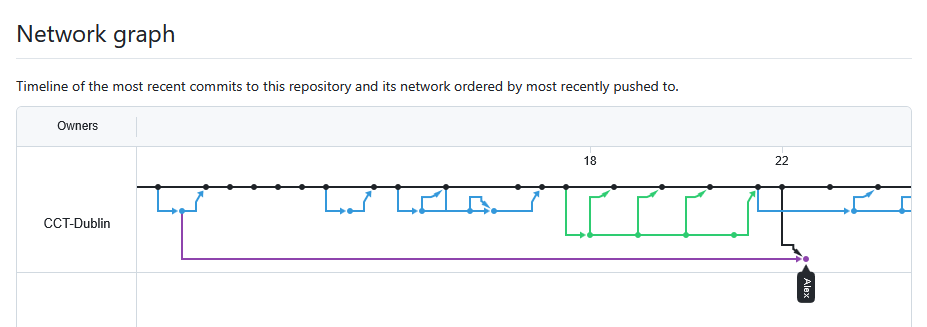 Network graph
Timeline of the most recent commits to this repository and its network ordered by most recently pushed to.
Owners
18 22
CCT-Dublin
Alex